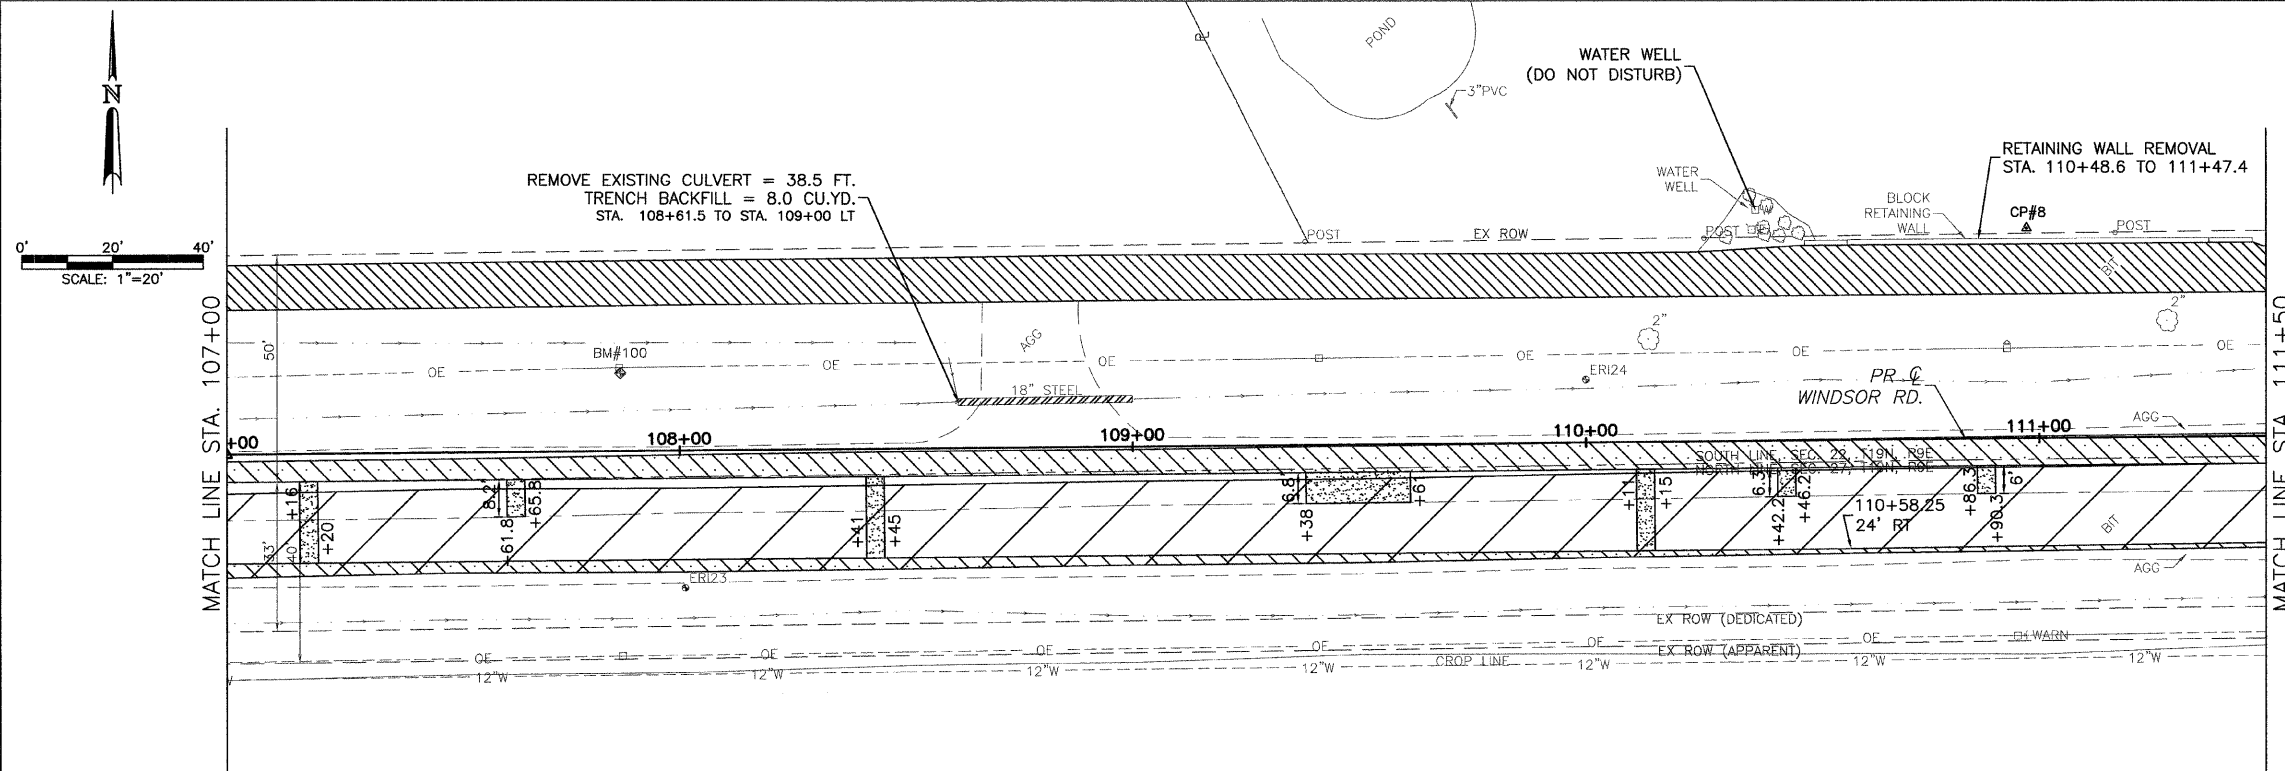 N
0' 20' 40'
SCALE: 1"=20'
MATCH LINE STA. 107+00
MATCH LINE STA. 111+50
POND
3"PVC
WATER WELL
(DO NOT DISTURB)
REMOVE EXISTING CULVERT = 38.5 FT.
TRENCH BACKFILL = 8.0 CU.YD.
STA. 108+61.5 TO STA. 109+00 LT
RETAINING WALL REMOVAL
STA. 110+48.6 TO 111+47.4
WATER
WELL
BLOCK
RETAINING
WALL
CP#8
POST
EX ROW
POST
POST
BIT
50'
BM#100
AGG
OE OE OE OE OE OE
2"
2"
ERI24
18" STEEL
PR ℄
WINDSOR RD.
AGG
+00
108+00
109+00
110+00
111+00
SOUTH LINE, SEC. 22, T19N, R9E
NORTH LINE, SEC. 27, T19N, R9E
+16
+20
8.2'
+61.8
+65.8
+41
+45
6.8'
+38
+61
+11
+15
6.3'
+42.2
+46.2
110+58.25
24' RT
+86.3
+90.3
6'
BIT
33'
40'
AGG
ERI23
EX ROW (DEDICATED)
OE OE OE OE OE OE
WARN
EX ROW (APPARENT)
CROP LINE
12"W 12"W 12"W 12"W 12"W 12"W 12"W